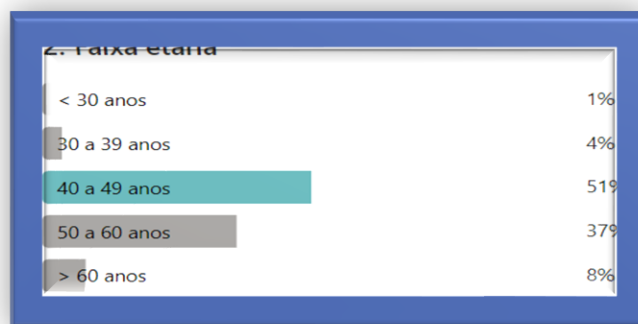 2. Faixa etária
< 30 anos 1%
30 a 39 anos 4%
40 a 49 anos 51%
50 a 60 anos 37%
> 60 anos 8%